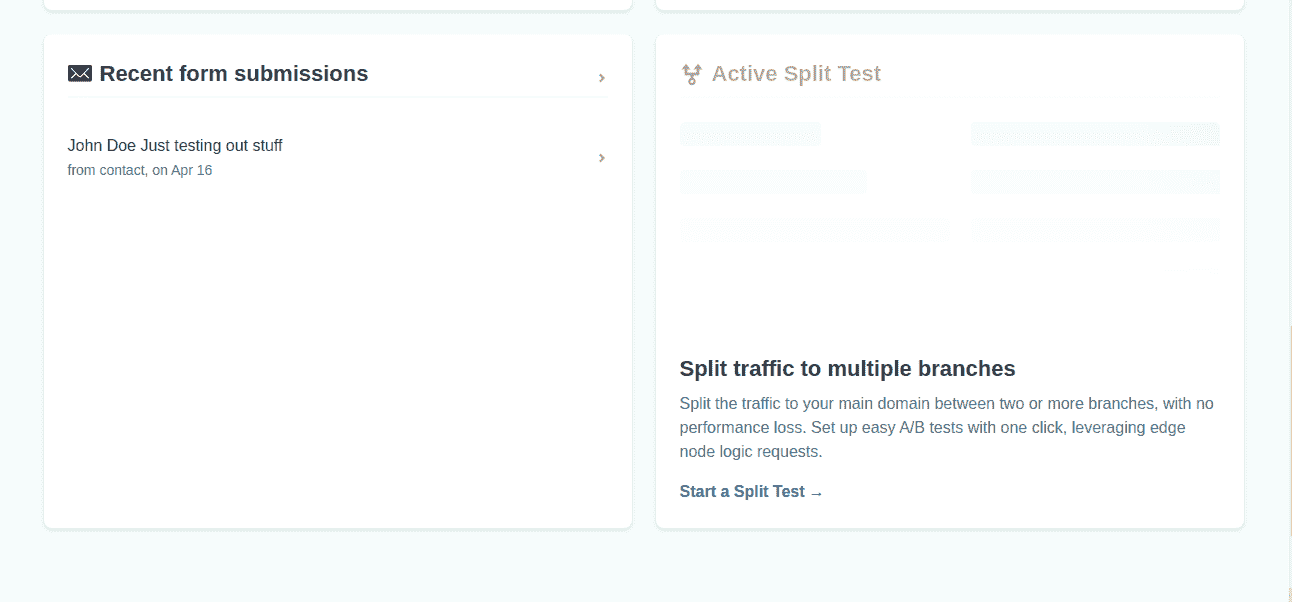 Recent form submissions
John Doe Just testing out stuff
from contact, on Apr 16
Active Split Test
Split traffic to multiple branches
Split the traffic to your main domain between two or more branches, with no
performance loss. Set up easy A/B tests with one click, leveraging edge
node logic requests.
Start a Split Test →